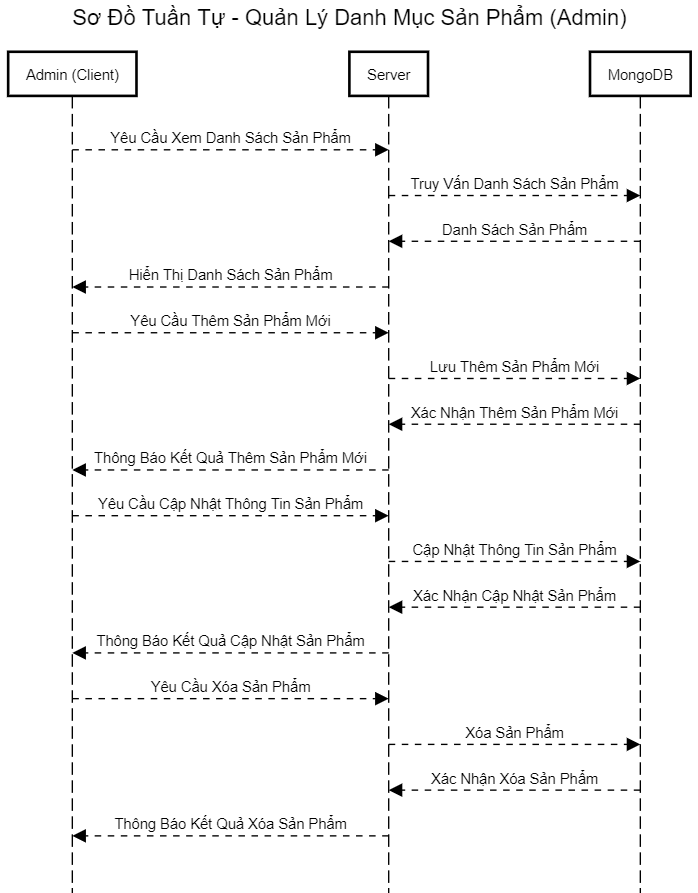 Sơ Đồ Tuần Tự - Quản Lý Danh Mục Sản Phẩm (Admin)
Admin (Client)
Server
MongoDB
Yêu Cầu Xem Danh Sách Sản Phẩm
Truy Vấn Danh Sách Sản Phẩm
Danh Sách Sản Phẩm
Hiển Thị Danh Sách Sản Phẩm
Yêu Cầu Thêm Sản Phẩm Mới
Lưu Thêm Sản Phẩm Mới
Xác Nhận Thêm Sản Phẩm Mới
Thông Báo Kết Quả Thêm Sản Phẩm Mới
Yêu Cầu Cập Nhật Thông Tin Sản Phẩm
Cập Nhật Thông Tin Sản Phẩm
Xác Nhận Cập Nhật Sản Phẩm
Thông Báo Kết Quả Cập Nhật Sản Phẩm
Yêu Cầu Xóa Sản Phẩm
Xóa Sản Phẩm
Xác Nhận Xóa Sản Phẩm
Thông Báo Kết Quả Xóa Sản Phẩm